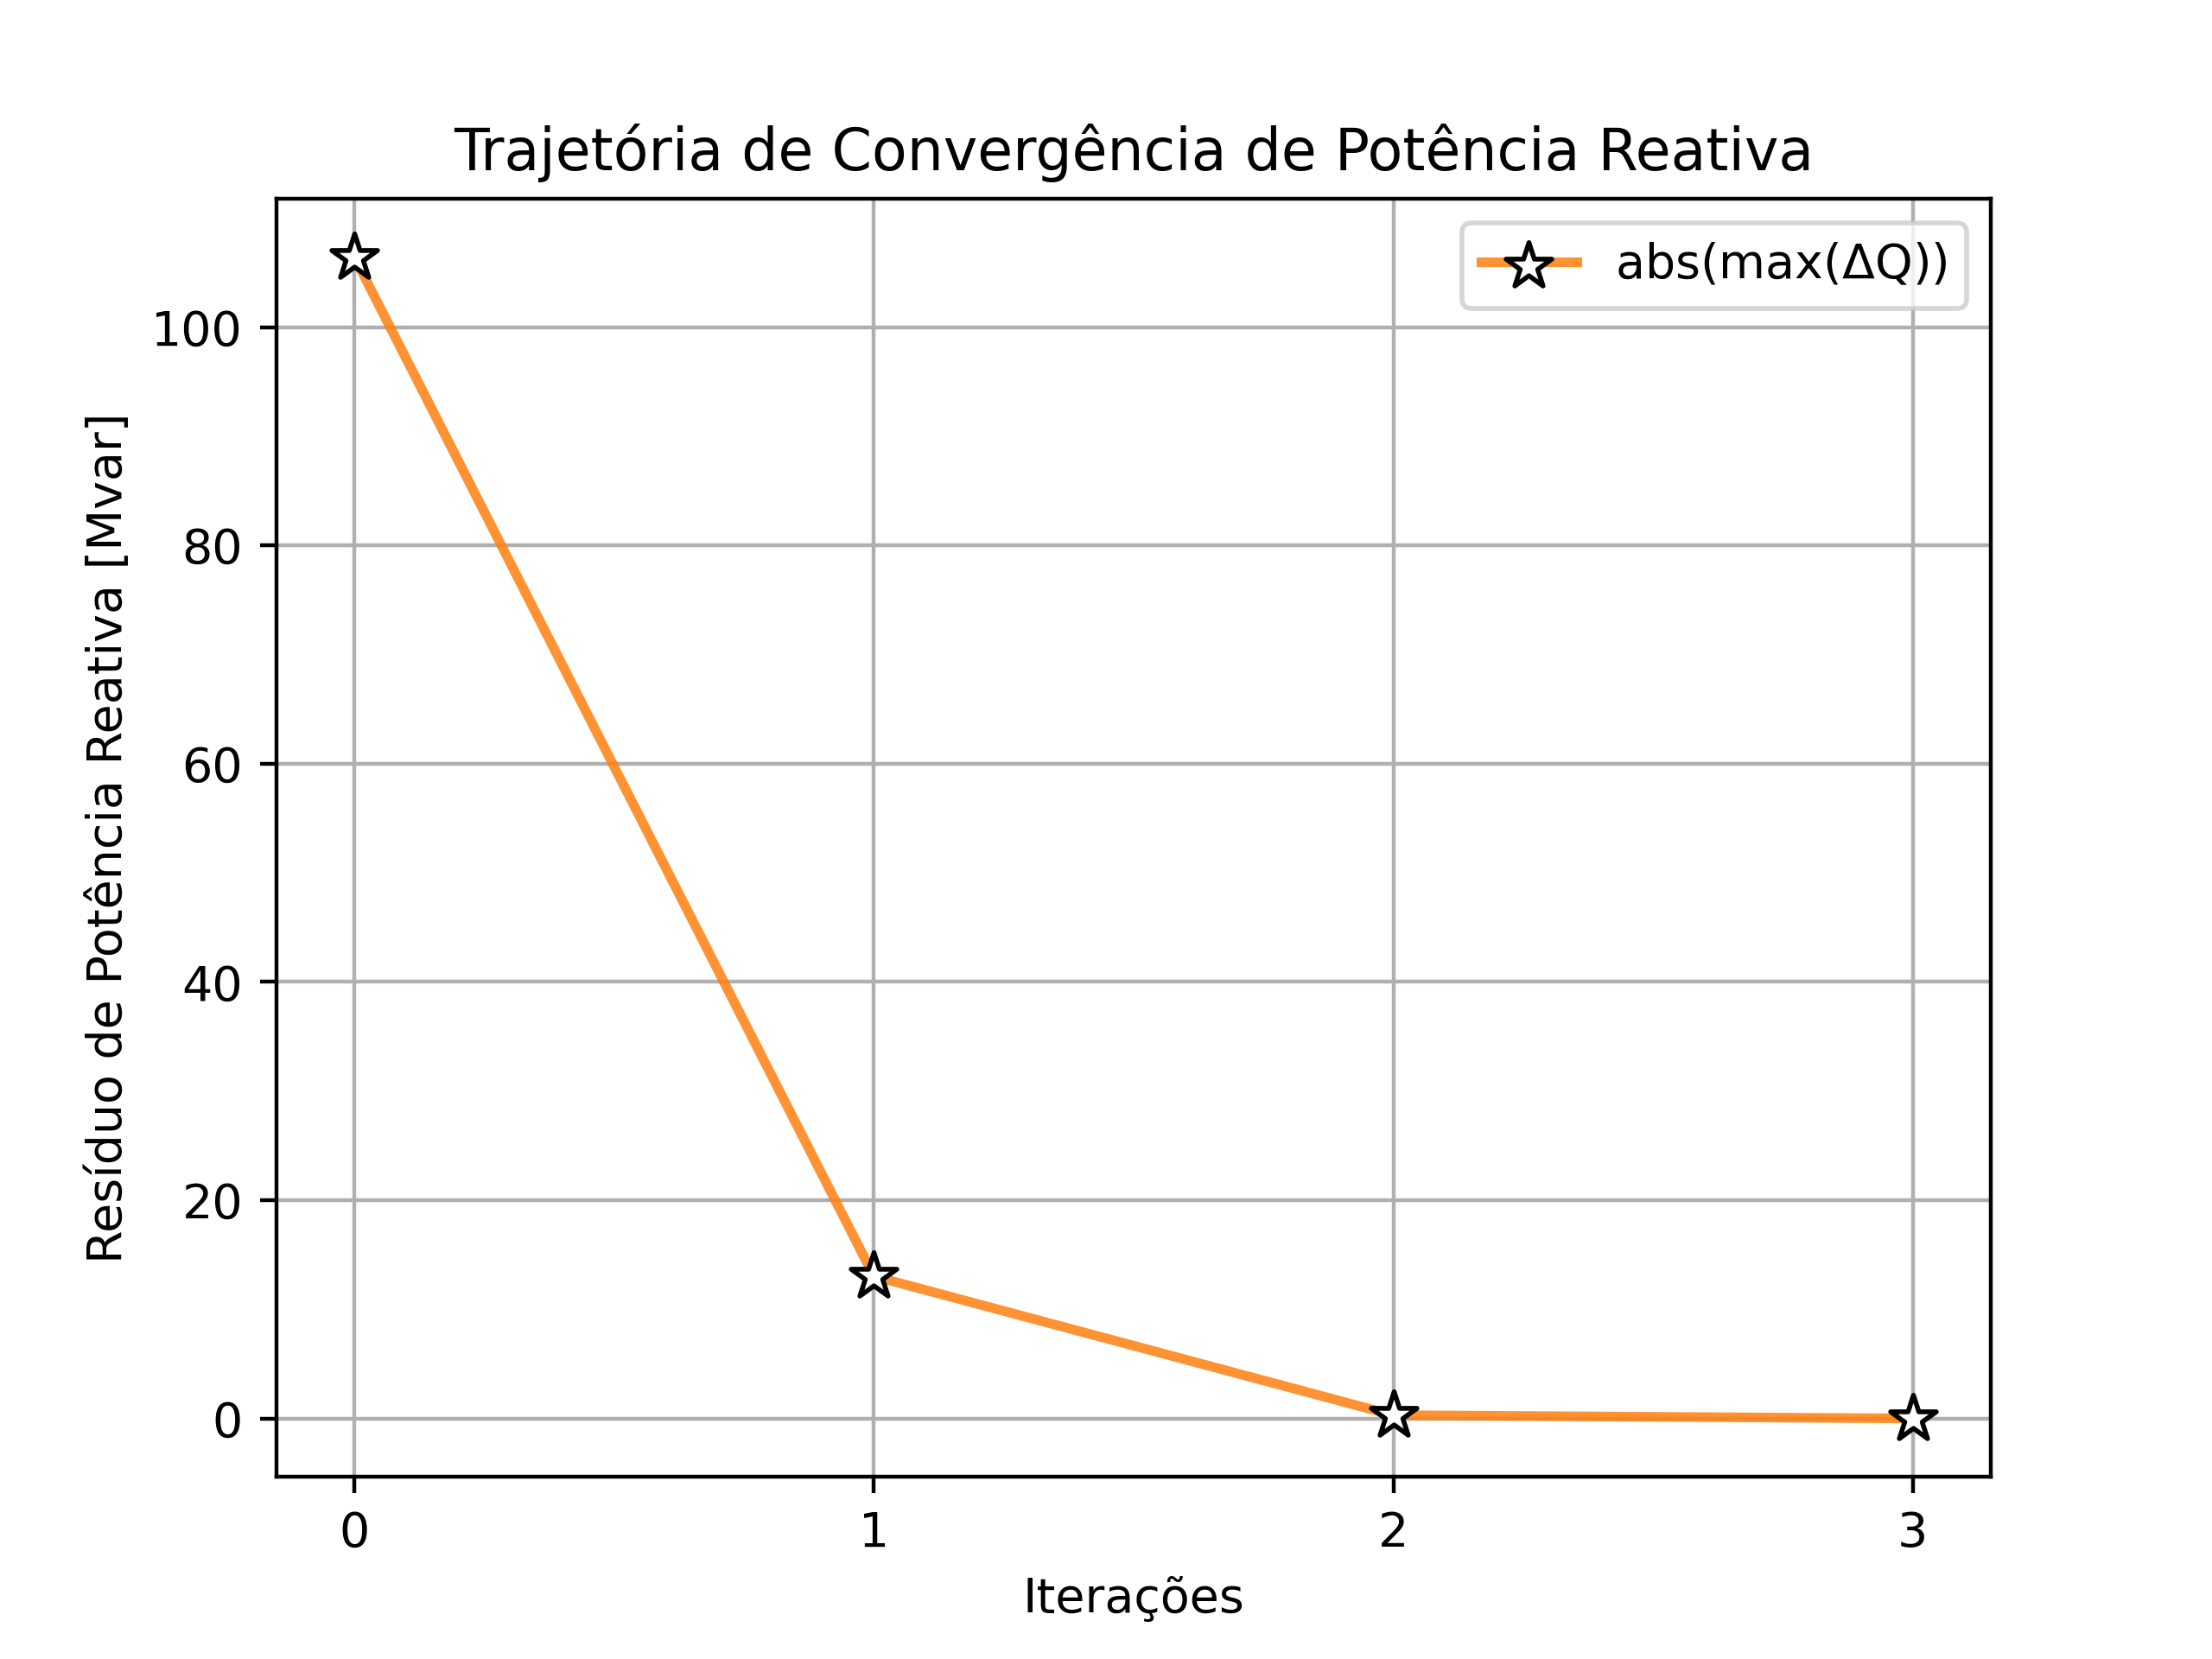 Trajetória de Convergência de Potência Reativa
abs(max(ΔQ))
Resíduo de Potência Reativa [Mvar]
100
80
60
40
20
0
0 1 2 3
Iterações